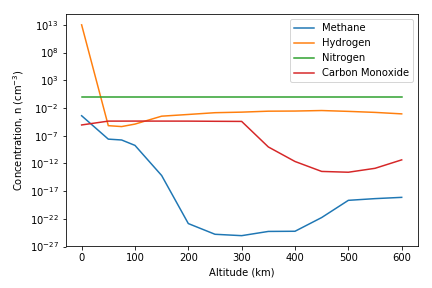 Methane
Hydrogen
Nitrogen
Carbon Monoxide
Concentration, n (cm⁻³)
10¹³
10⁸
10³
10⁻²
10⁻⁷
10⁻¹²
10⁻¹⁷
10⁻²²
10⁻²⁷
0 100 200 300 400 500 600
Altitude (km)